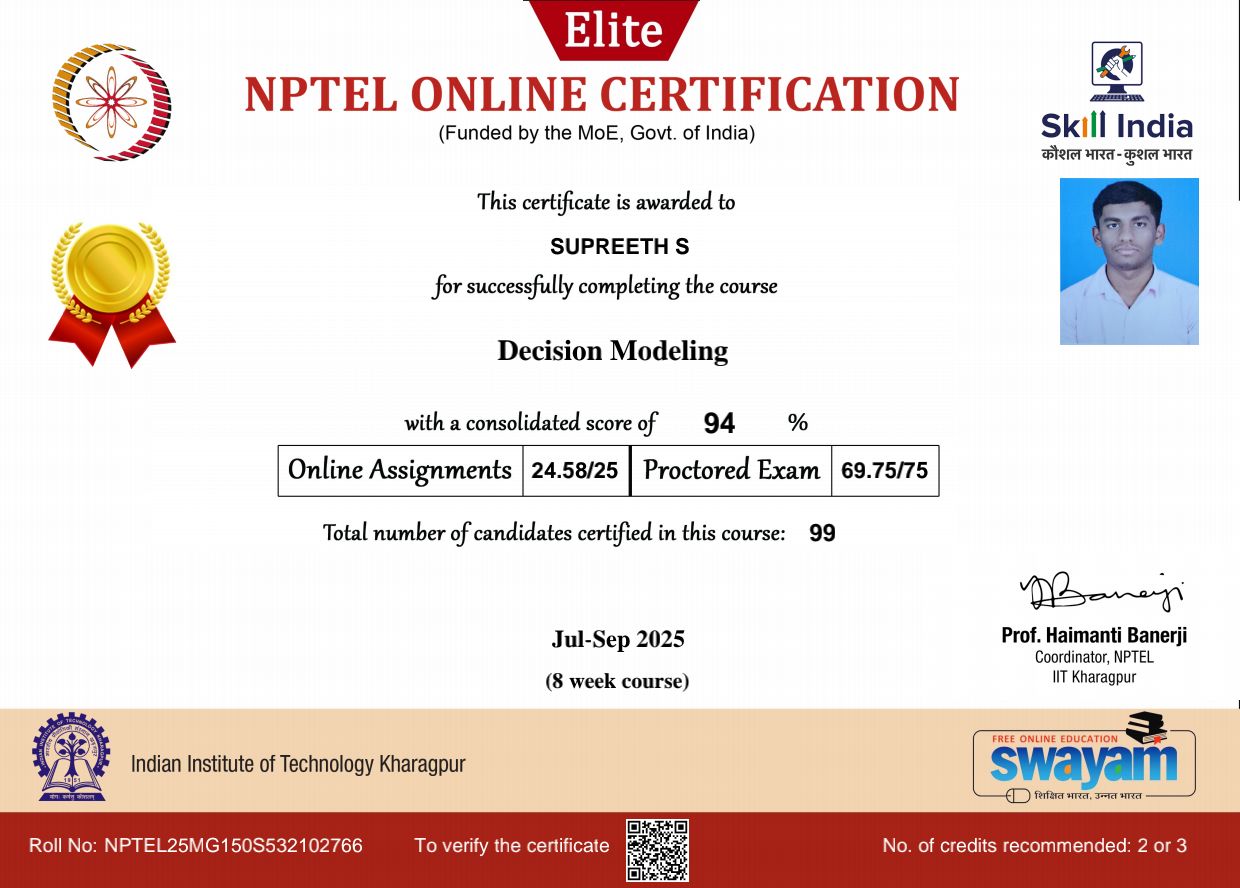 Elite
NPTEL ONLINE CERTIFICATION
(Funded by the MoE, Govt. of India)
Skill India
कौशल भारत - कुशल भारत
This certificate is awarded to
SUPREETH S
for successfully completing the course
Decision Modeling
with a consolidated score of 94 %
Online Assignments 24.58/25 Proctored Exam 69.75/75
Total number of candidates certified in this course: 99
Jul-Sep 2025
(8 week course)
Prof. Haimanti Banerji
Coordinator, NPTEL
IIT Kharagpur
Indian Institute of Technology Kharagpur
FREE ONLINE EDUCATION
swayam
शिक्षित भारत, उन्नत भारत
Roll No: NPTEL25MG150S532102766 To verify the certificate No. of credits recommended: 2 or 3